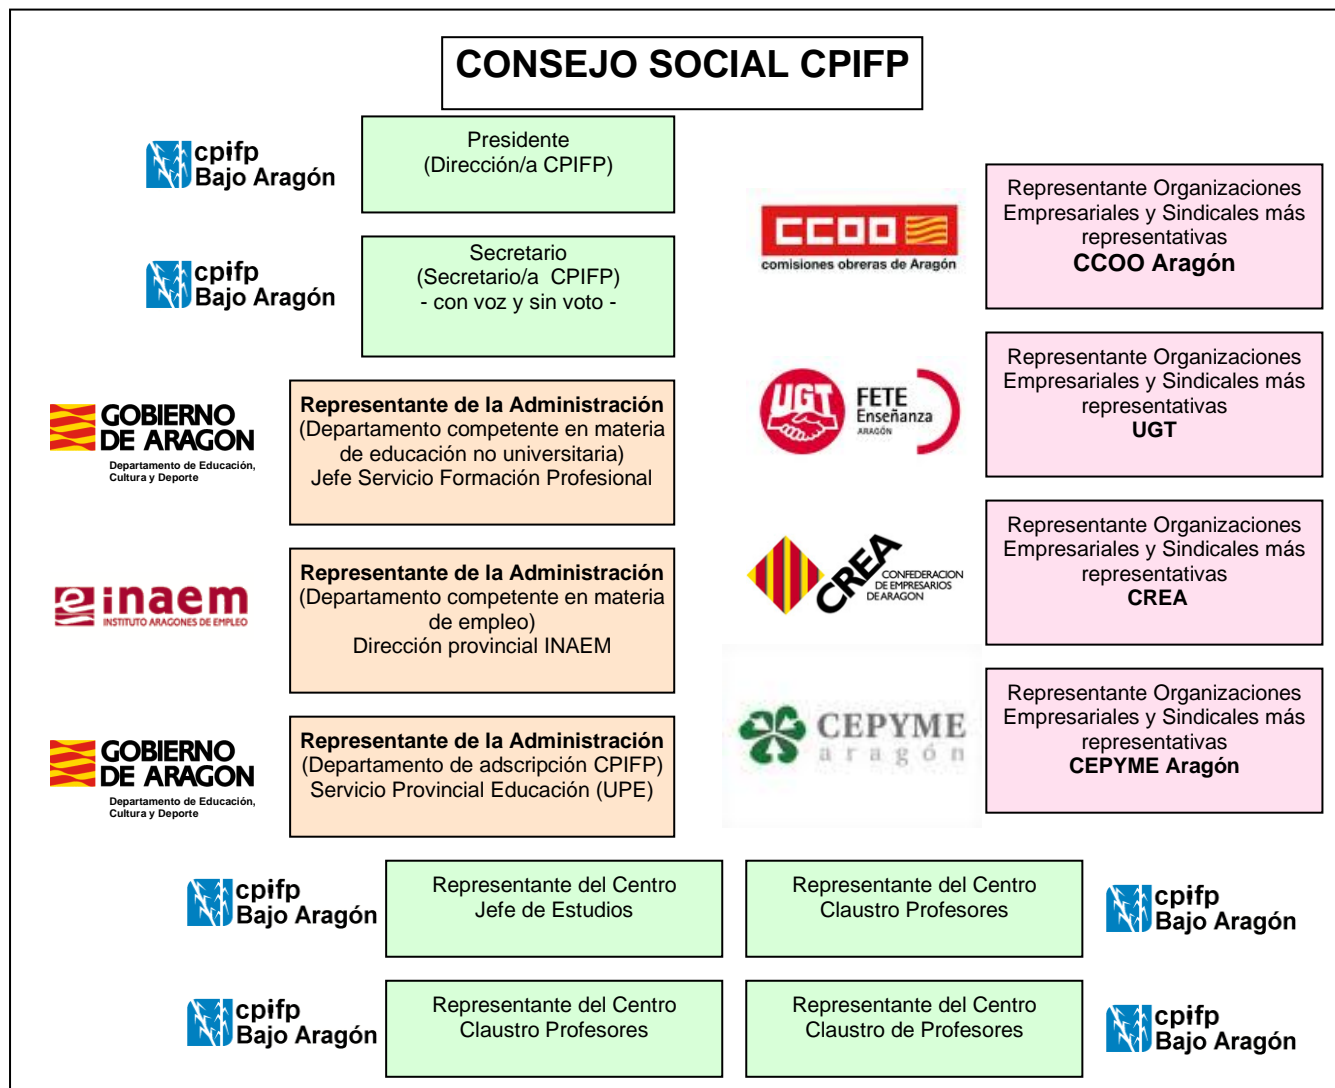 CONSEJO SOCIAL CPIFP
cpifp
Bajo Aragón
Presidente
(Dirección/a CPIFP)
cpifp
Bajo Aragón
Secretario
(Secretario/a CPIFP)
- con voz y sin voto -
GOBIERNO
DE ARAGON
Departamento de Educación,
Cultura y Deporte
Representante de la Administración
(Departamento competente en materia
de educación no universitaria)
Jefe Servicio Formación Profesional
e inaem
INSTITUTO ARAGONES DE EMPLEO
Representante de la Administración
(Departamento competente en materia
de empleo)
Dirección provincial INAEM
GOBIERNO
DE ARAGON
Departamento de Educación,
Cultura y Deporte
Representante de la Administración
(Departamento de adscripción CPIFP)
Servicio Provincial Educación (UPE)
CCOO
comisiones obreras de Aragón
Representante Organizaciones
Empresariales y Sindicales más
representativas
CCOO Aragón
UGT
FETE
Enseñanza
ARAGÓN
Representante Organizaciones
Empresariales y Sindicales más
representativas
UGT
CREA
CONFEDERACION
DE EMPRESARIOS
DE ARAGON
Representante Organizaciones
Empresariales y Sindicales más
representativas
CREA
CEPYME
aragón
Representante Organizaciones
Empresariales y Sindicales más
representativas
CEPYME Aragón
cpifp
Bajo Aragón
Representante del Centro
Jefe de Estudios
Representante del Centro
Claustro Profesores
cpifp
Bajo Aragón
cpifp
Bajo Aragón
Representante del Centro
Claustro Profesores
Representante del Centro
Claustro de Profesores
cpifp
Bajo Aragón